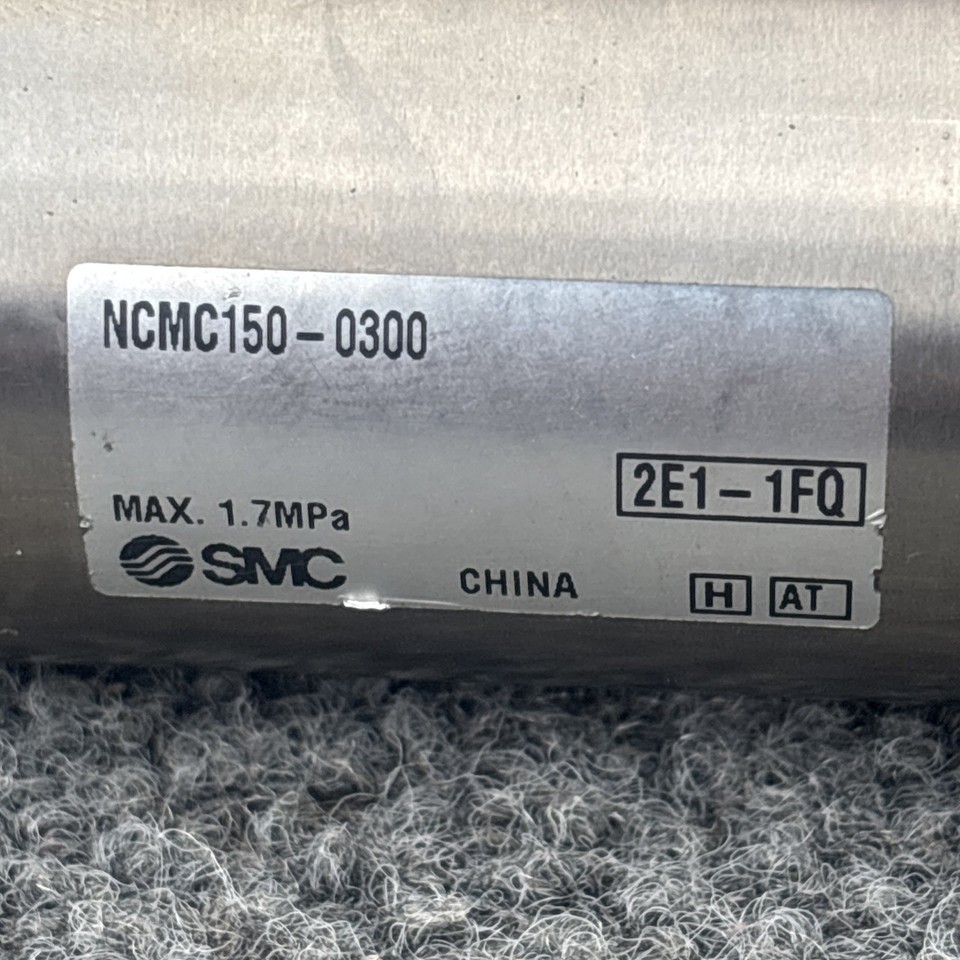 NCMC150-0300
2E1-1FQ
MAX. 1.7MPa
SMC
CHINA
H
AT